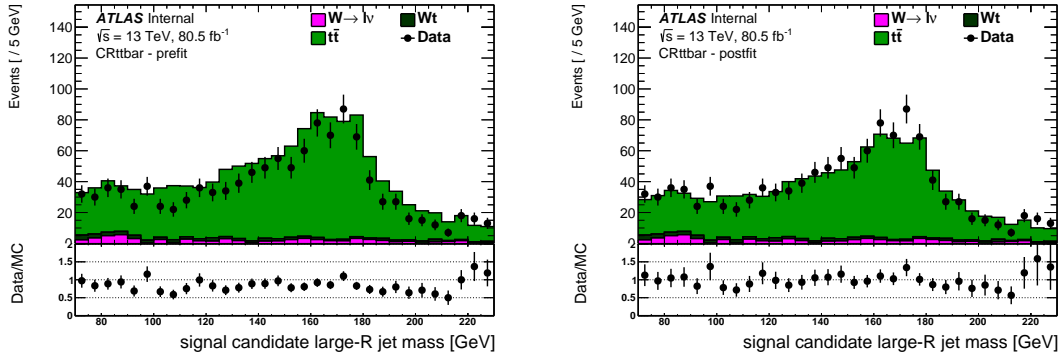 ATLAS Internal
√s = 13 TeV, 80.5 fb⁻¹
CRttbar - prefit
W→ lν
Wt
tt̄
Data
Events [ / 5 GeV]
140
120
100
80
60
40
20
2
Data/MC
2
1.5
1
0.5
0
80 100 120 140 160 180 200 220
signal candidate large-R jet mass [GeV]
ATLAS Internal
√s = 13 TeV, 80.5 fb⁻¹
CRttbar - postfit
W→ lν
Wt
tt̄
Data
Events [ / 5 GeV]
140
120
100
80
60
40
20
2
Data/MC
2
1.5
1
0.5
0
80 100 120 140 160 180 200 220
signal candidate large-R jet mass [GeV]